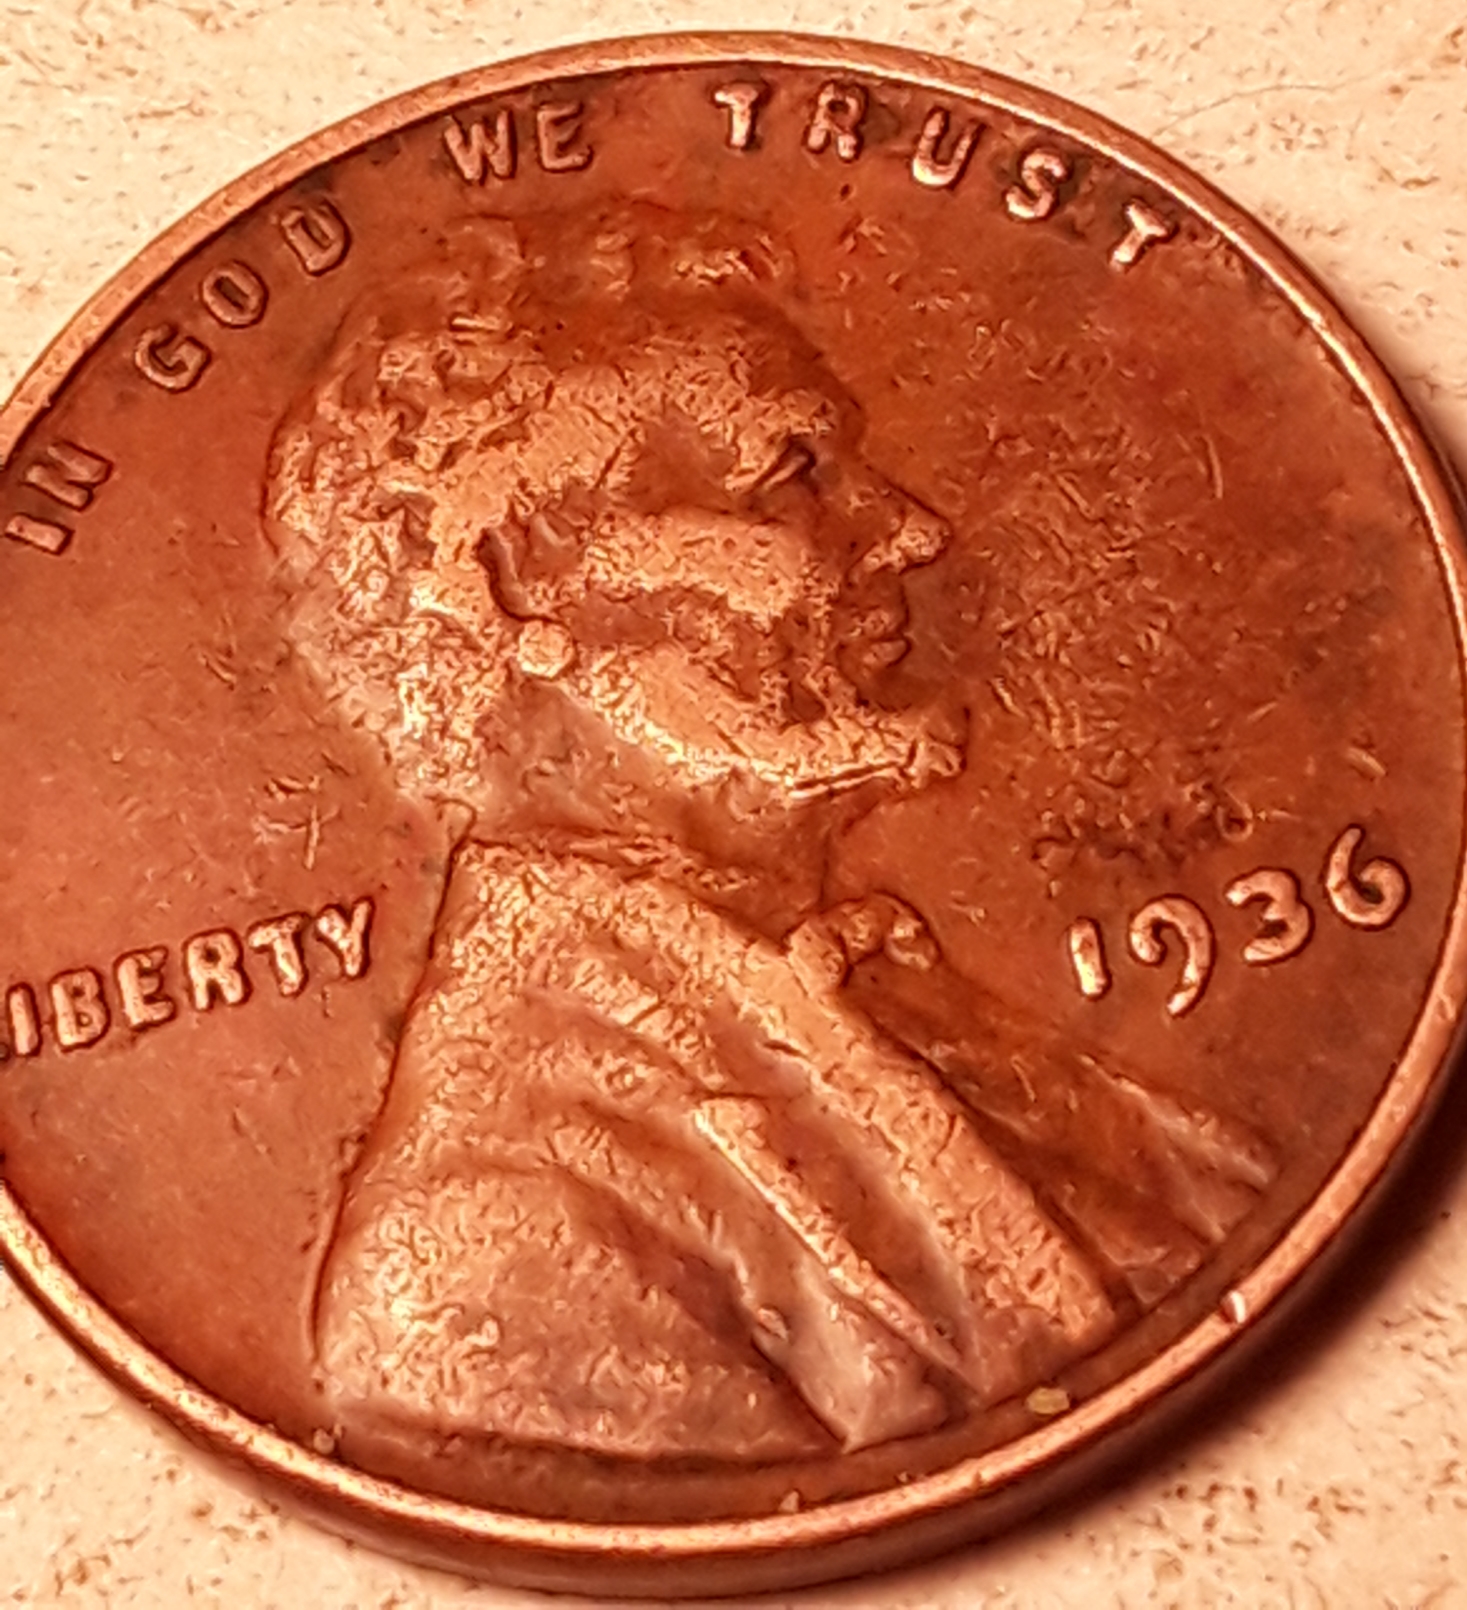 IN GOD WE TRUST
LIBERTY
1936